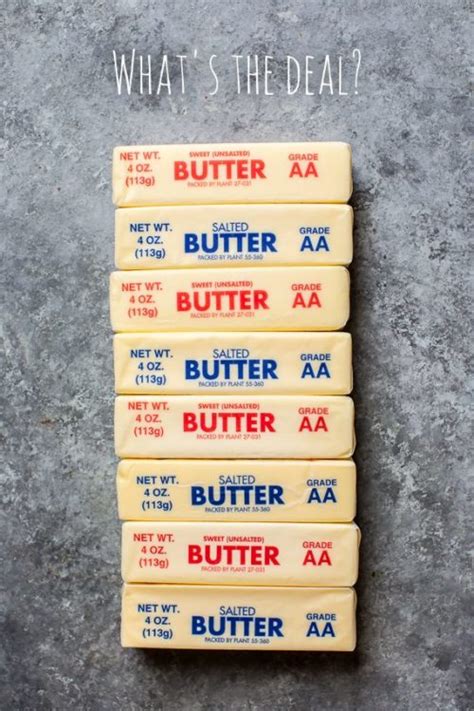 WHAT'S THE DEAL?
NET WT. SWEET (UNSALTED) GRADE
4 OZ. BUTTER AA
(113g) PACKED BY PLANT 27-031
NET WT. SALTED GRADE
4 OZ. BUTTER AA
(113g) PACKED BY PLANT 55-360
NET WT. SWEET (UNSALTED) GRADE
4 OZ. BUTTER AA
(113g) PACKED BY PLANT 27-031
NET WT. SALTED GRADE
4 OZ. BUTTER AA
(113g) PACKED BY PLANT 55-360
NET WT. SWEET (UNSALTED) GRADE
4 OZ. BUTTER AA
(113g) PACKED BY PLANT 27-031
NET WT. SALTED GRADE
4 OZ. BUTTER AA
(113g) PACKED BY PLANT 55-360
NET WT. SWEET (UNSALTED) GRADE
4 OZ. BUTTER AA
(113g) PACKED BY PLANT 27-031
NET WT. SALTED GRADE
4 OZ. BUTTER AA
(113g) PACKED BY PLANT 55-360